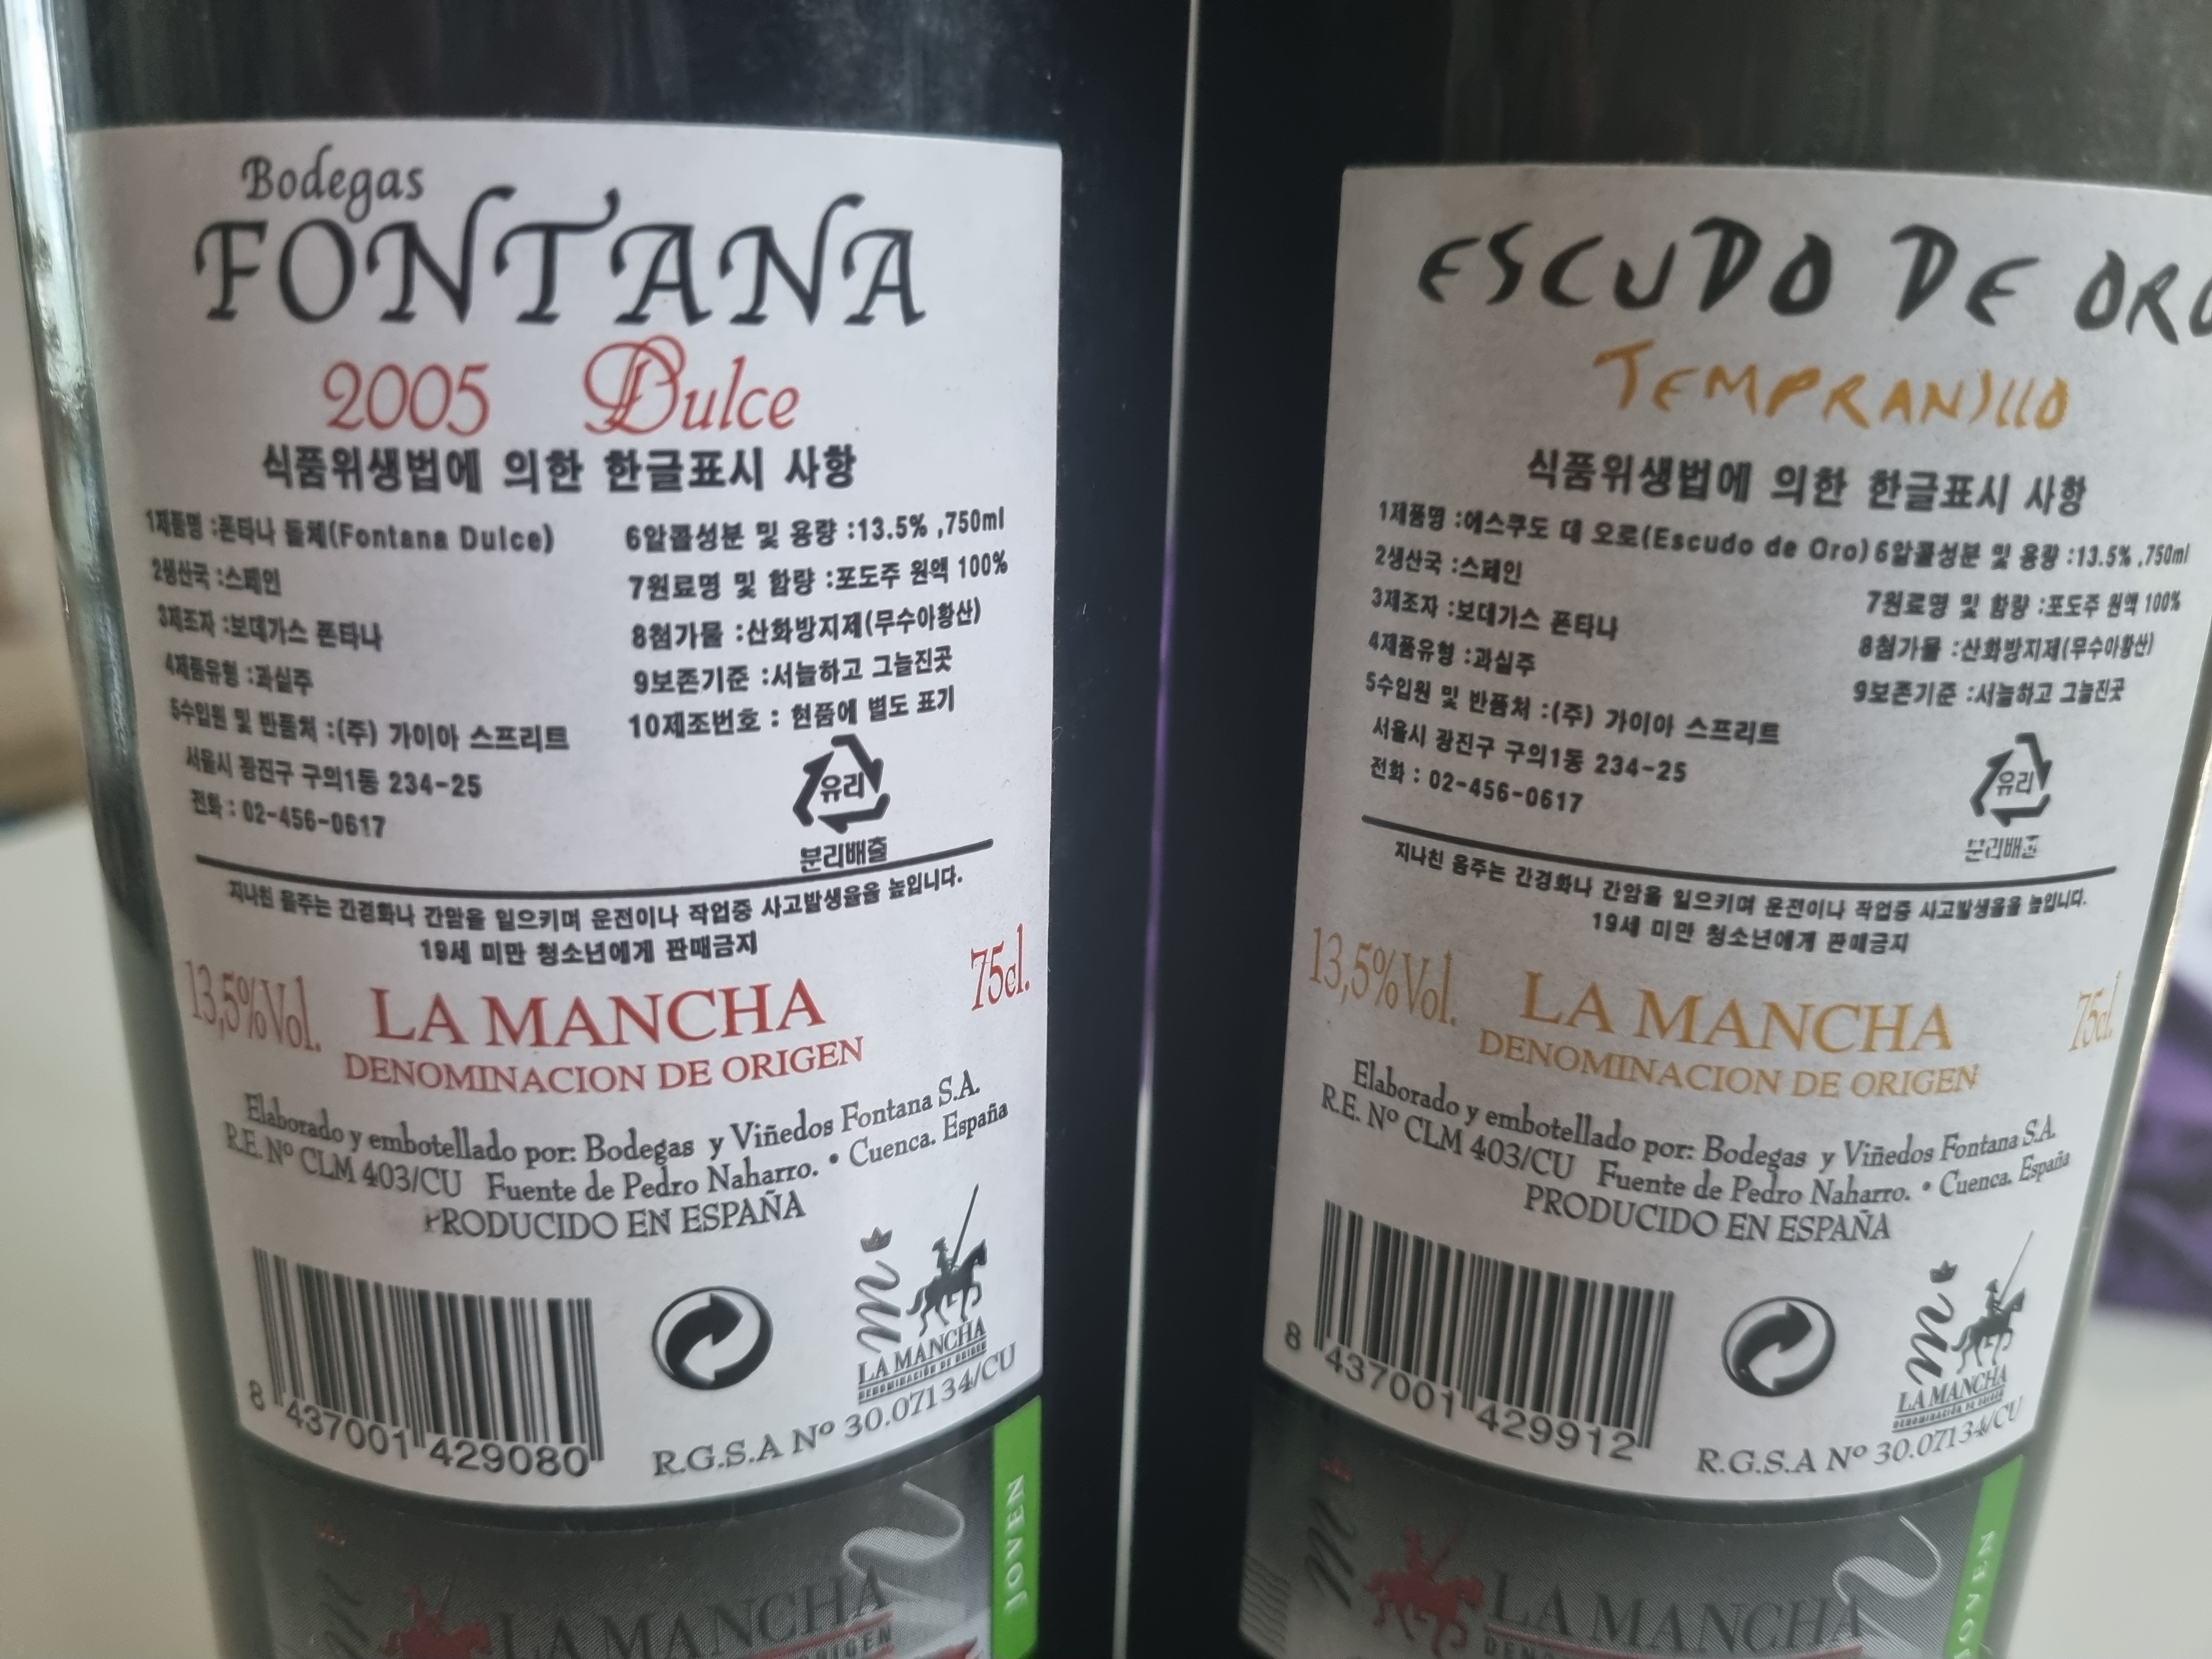 Bodegas
FONTANA
2005 Dulce
식품위생법에 의한 한글표시 사항
1제품명 :폰타나 둘체(Fontana Dulce)
2생산국 :스페인
3제조자 :보데가스 폰타나
4제품유형 :과실주
5수입원 및 반품처 :(주) 가이아 스프리트
서울시 광진구 구의1동 234-25
전화 : 02-456-0617
6알콜성분 및 용량 :13.5% ,750ml
7원료명 및 함량 :포도주 원액 100%
8첨가물 :산화방지제(무수아황산)
9보존기준 :서늘하고 그늘진곳
10제조번호 : 현품에 별도 표기
유리
분리배출
지나친 음주는 간경화나 간암을 일으키며 운전이나 작업중 사고발생율을 높입니다.
19세 미만 청소년에게 판매금지
13,5%Vol. LA MANCHA 75cl.
DENOMINACION DE ORIGEN
Elaborado y embotellado por: Bodegas y Viñedos Fontana S.A.
R.E. Nº CLM 403/CU Fuente de Pedro Naharro. • Cuenca. España
PRODUCIDO EN ESPAÑA
8 437001 429080
m
LA MANCHA
DENOMINACIÓN DE ORIGEN
R.G.S.A Nº 30.07134/CU
JOVEN
LA MANCHA
ORIGEN
ESCUDO DE ORO
TEMPRANILLO
식품위생법에 의한 한글표시 사항
1제품명 :에스쿠도 데 오로(Escudo de Oro)
2생산국 :스페인
3제조자 :보데가스 폰타나
4제품유형 :과실주
5수입원 및 반품처 :(주) 가이아 스프리트
서울시 광진구 구의1동 234-25
전화 : 02-456-0617
6알콜성분 및 용량 :13.5% ,750ml
7원료명 및 함량 :포도주 원액 100%
8첨가물 :산화방지제(무수아황산)
9보존기준 :서늘하고 그늘진곳
유리
분리배출
지나친 음주는 간경화나 간암을 일으키며 운전이나 작업중 사고발생율을 높입니다.
19세 미만 청소년에게 판매금지
13,5%Vol. LA MANCHA 75cl.
DENOMINACION DE ORIGEN
Elaborado y embotellado por: Bodegas y Viñedos Fontana S.A.
R.E. Nº CLM 403/CU Fuente de Pedro Naharro. • Cuenca. España
PRODUCIDO EN ESPAÑA
8 437001 429912
m
LA MANCHA
DENOMINACIÓN DE ORIGEN
R.G.S.A Nº 30.07134/CU
LA MANCHA